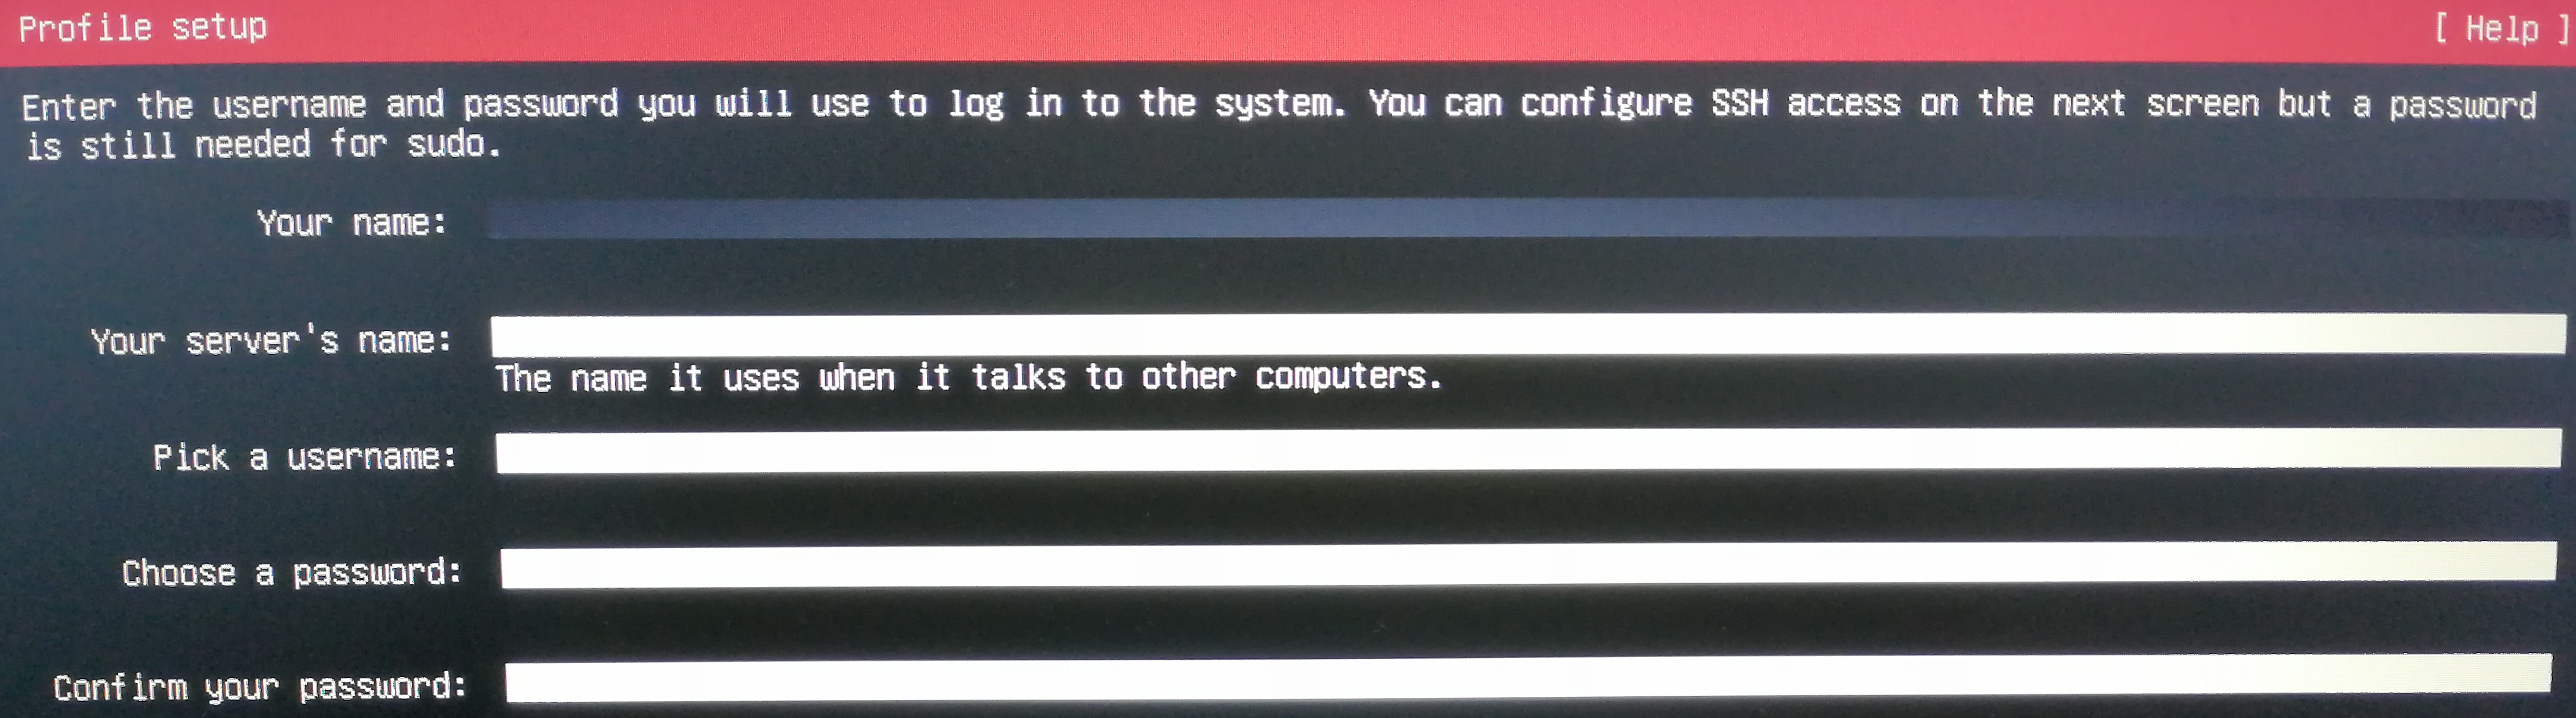 Profile setup [ Help ]
Enter the username and password you will use to log in to the system. You can configure SSH access on the next screen but a password
is still needed for sudo.
Your name:
Your server's name:
The name it uses when it talks to other computers.
Pick a username:
Choose a password:
Confirm your password: